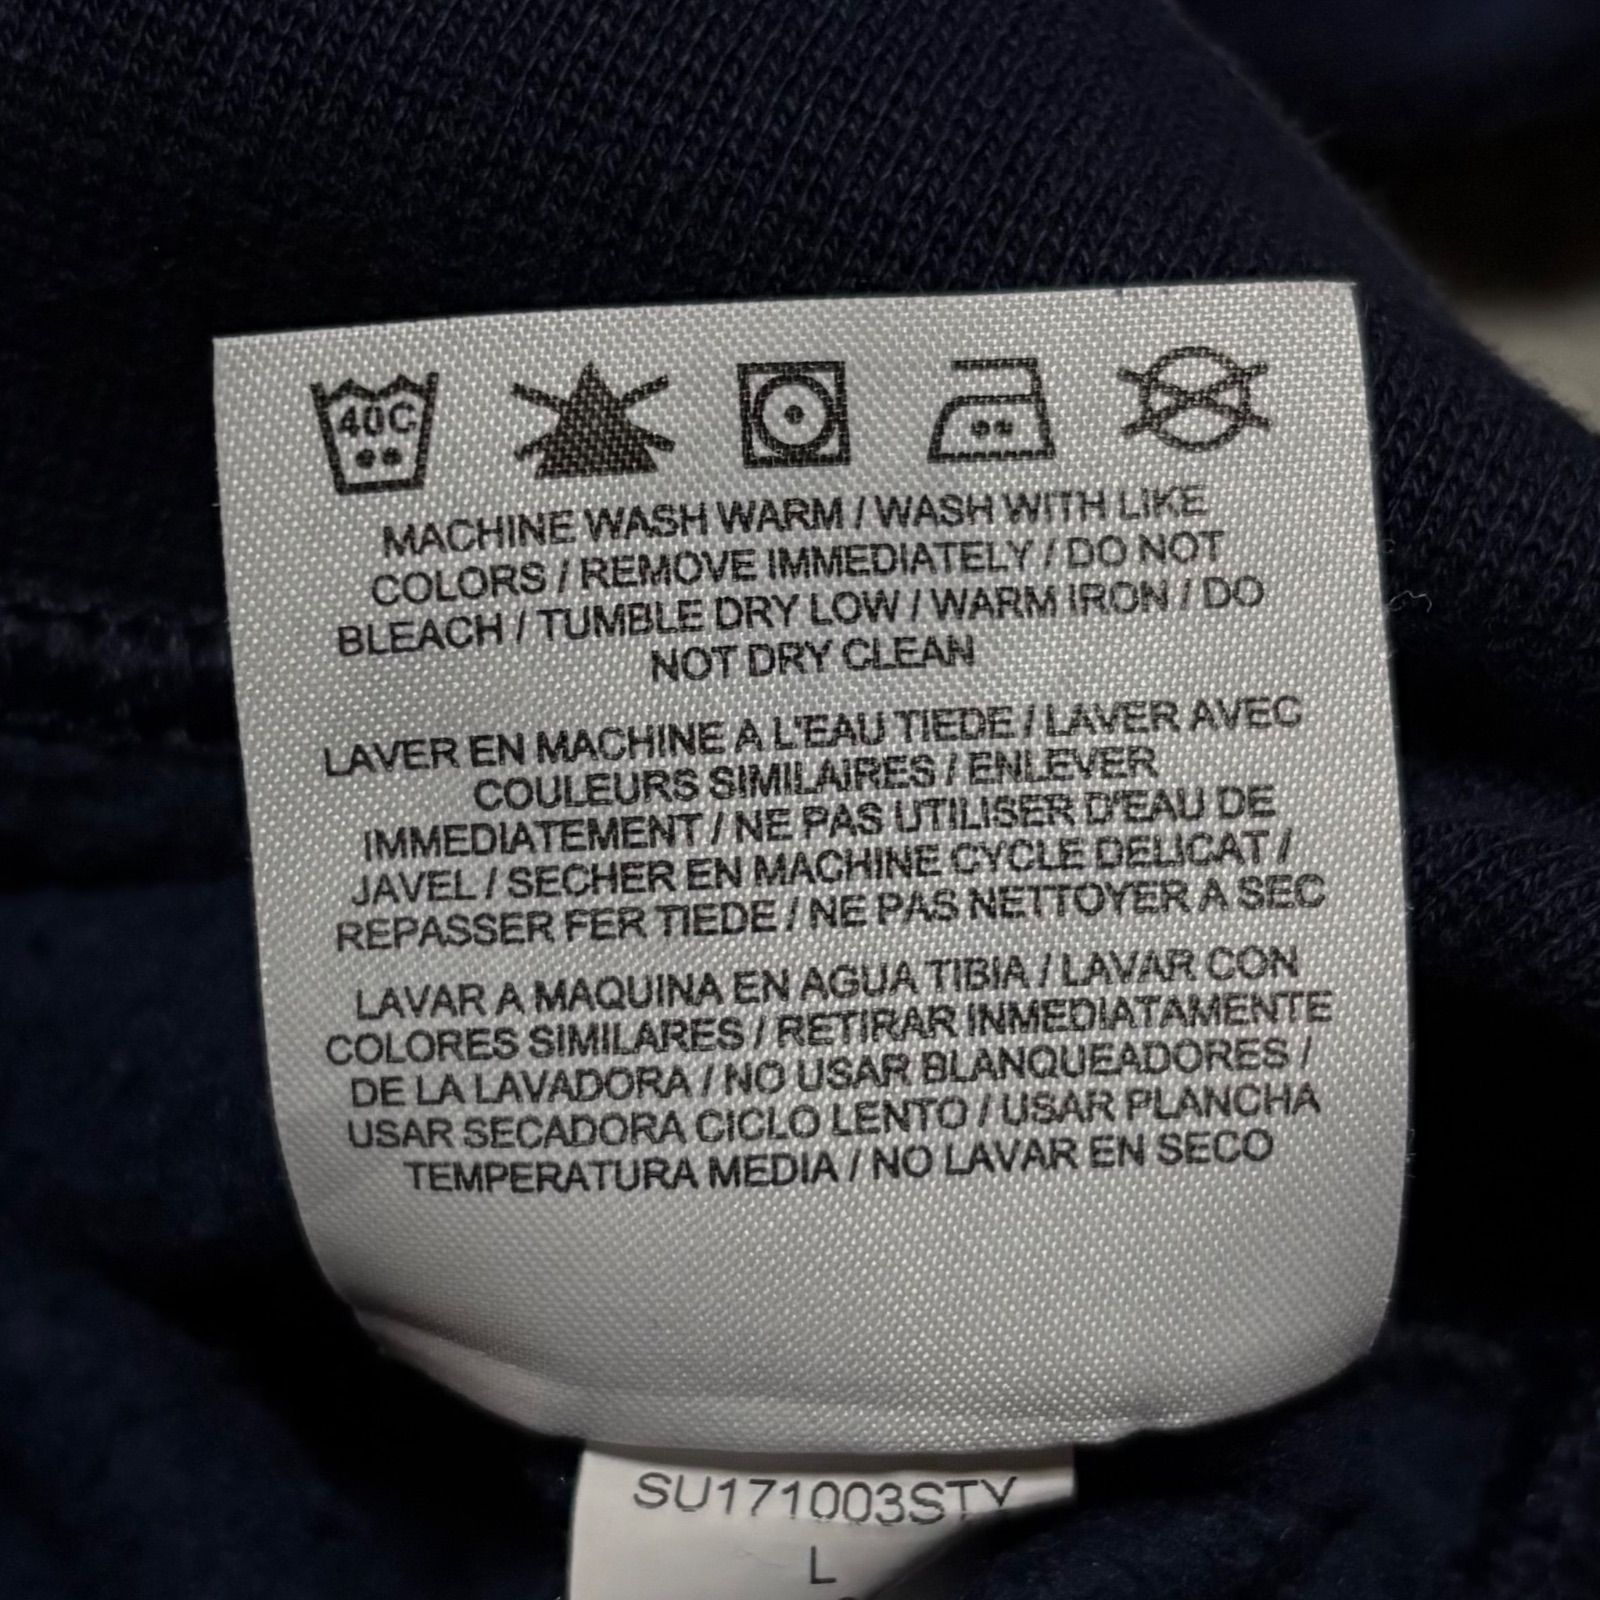 40C
MACHINE WASH WARM / WASH WITH LIKE
COLORS / REMOVE IMMEDIATELY / DO NOT
BLEACH / TUMBLE DRY LOW / WARM IRON / DO
NOT DRY CLEAN
LAVER EN MACHINE A L'EAU TIEDE / LAVER AVEC
COULEURS SIMILAIRES / ENLEVER
IMMEDIATEMENT / NE PAS UTILISER D'EAU DE
JAVEL / SECHER EN MACHINE CYCLE DELICAT /
REPASSER FER TIEDE / NE PAS NETTOYER A SEC
LAVAR A MAQUINA EN AGUA TIBIA / LAVAR CON
COLORES SIMILARES / RETIRAR INMEDIATAMENTE
DE LA LAVADORA / NO USAR BLANQUEADORES /
USAR SECADORA CICLO LENTO / USAR PLANCHA
TEMPERATURA MEDIA / NO LAVAR EN SECO
SU171003STY
L